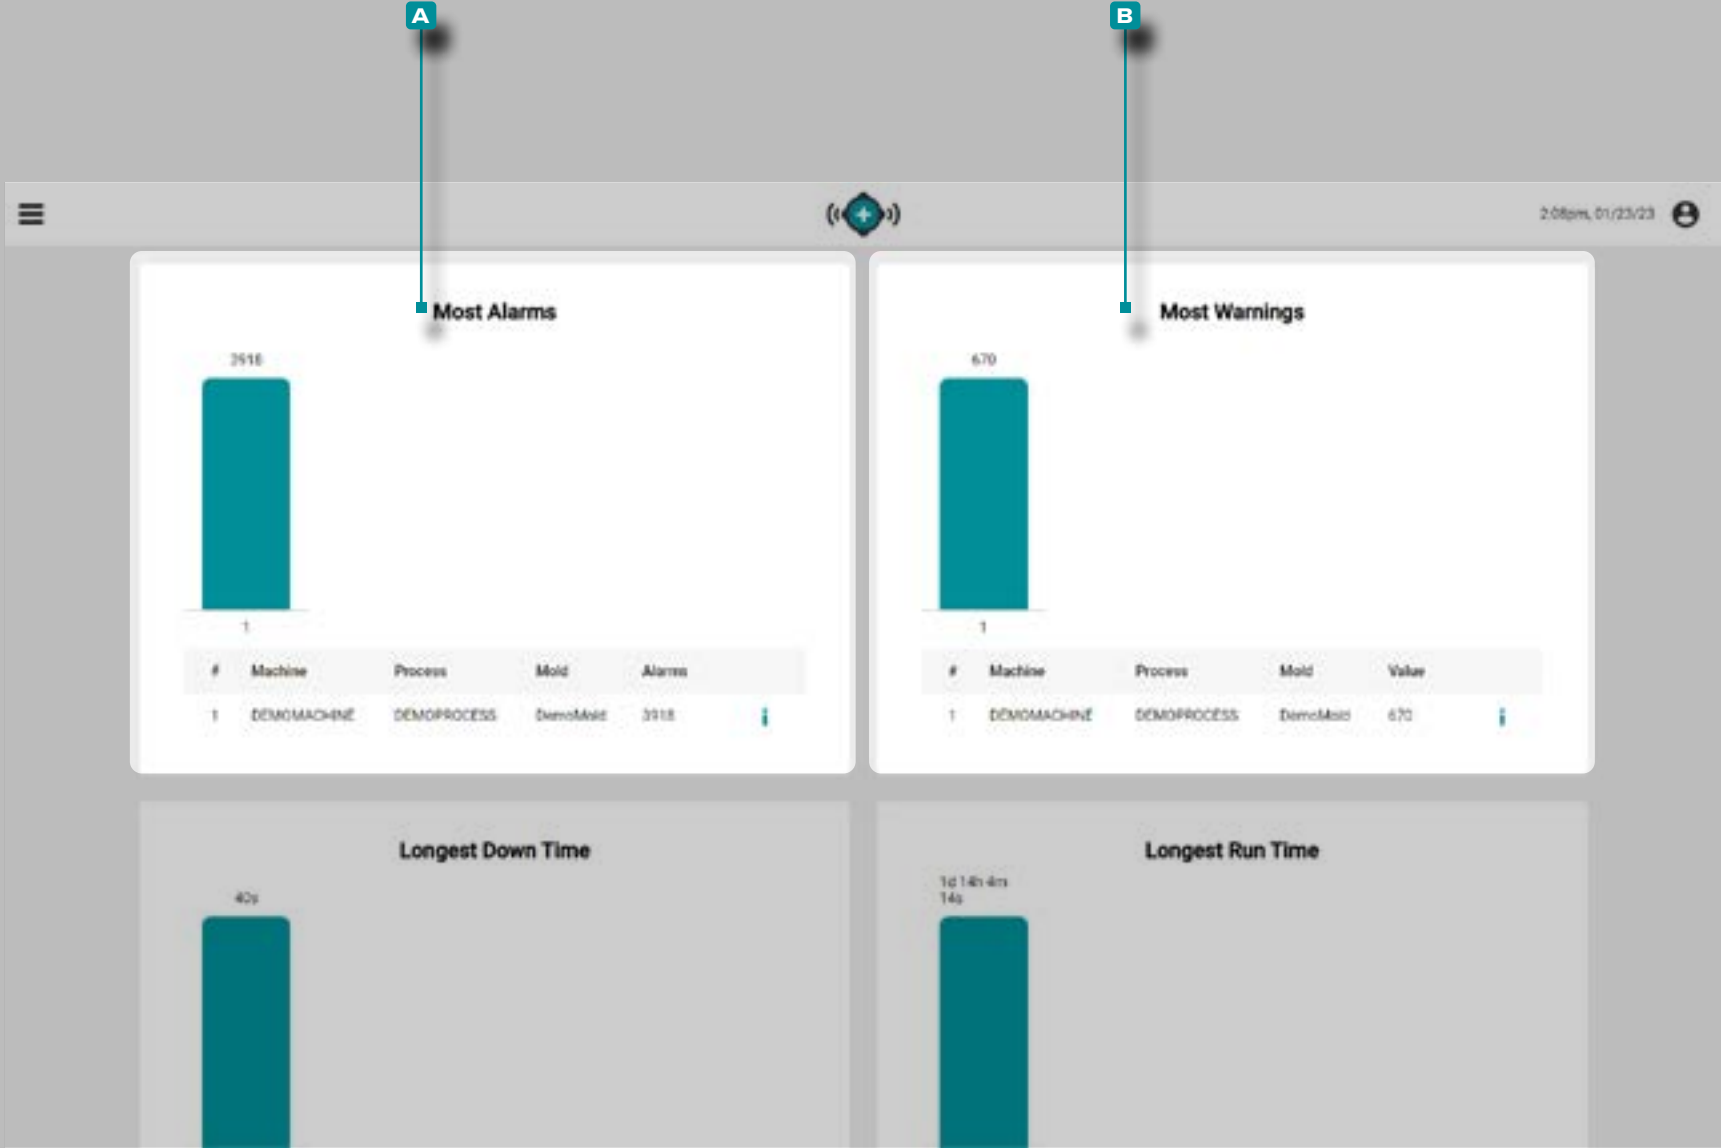 A
B
2:08pm, 01/23/23
Most Alarms
3918
1
# Machine Process Mold Alarms
1 DEMOMACHINE DEMOPROCESS DemoMold 3918
Most Warnings
670
1
# Machine Process Mold Value
1 DEMOMACHINE DEMOPROCESS DemoMold 670
Longest Down Time
40s
Longest Run Time
1d 14h 4m
14s